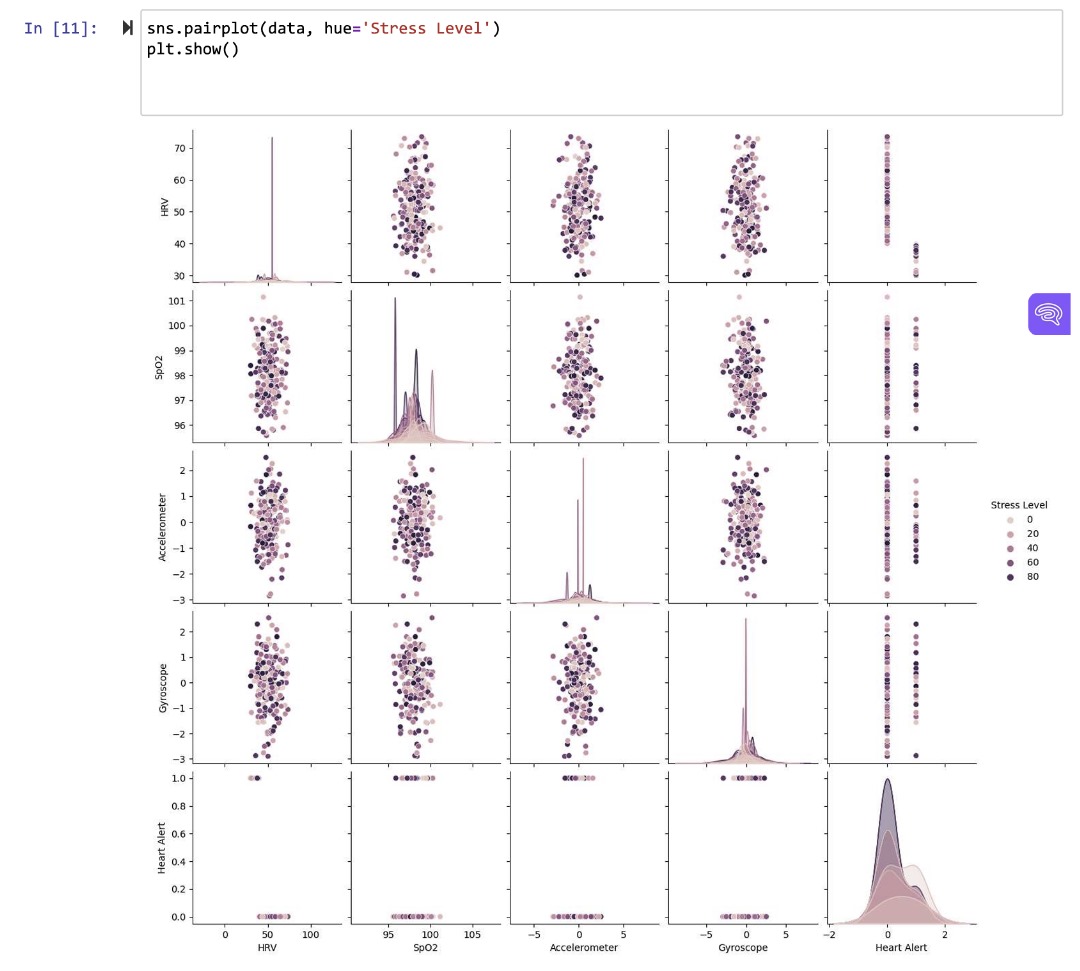 In [11]:
sns.pairplot(data, hue='Stress Level')
plt.show()
70
60
50
40
30
HRV
101
100
99
98
97
96
SpO2
2
1
0
−1
−2
−3
Accelerometer
2
1
0
−1
−2
−3
Gyroscope
1.0
0.8
0.6
0.4
0.2
0.0
Heart Alert
0 50 100
HRV
95 100 105
SpO2
−5 0 5
Accelerometer
−5 0 5
Gyroscope
−2 0 2
Heart Alert
Stress Level
0
20
40
60
80